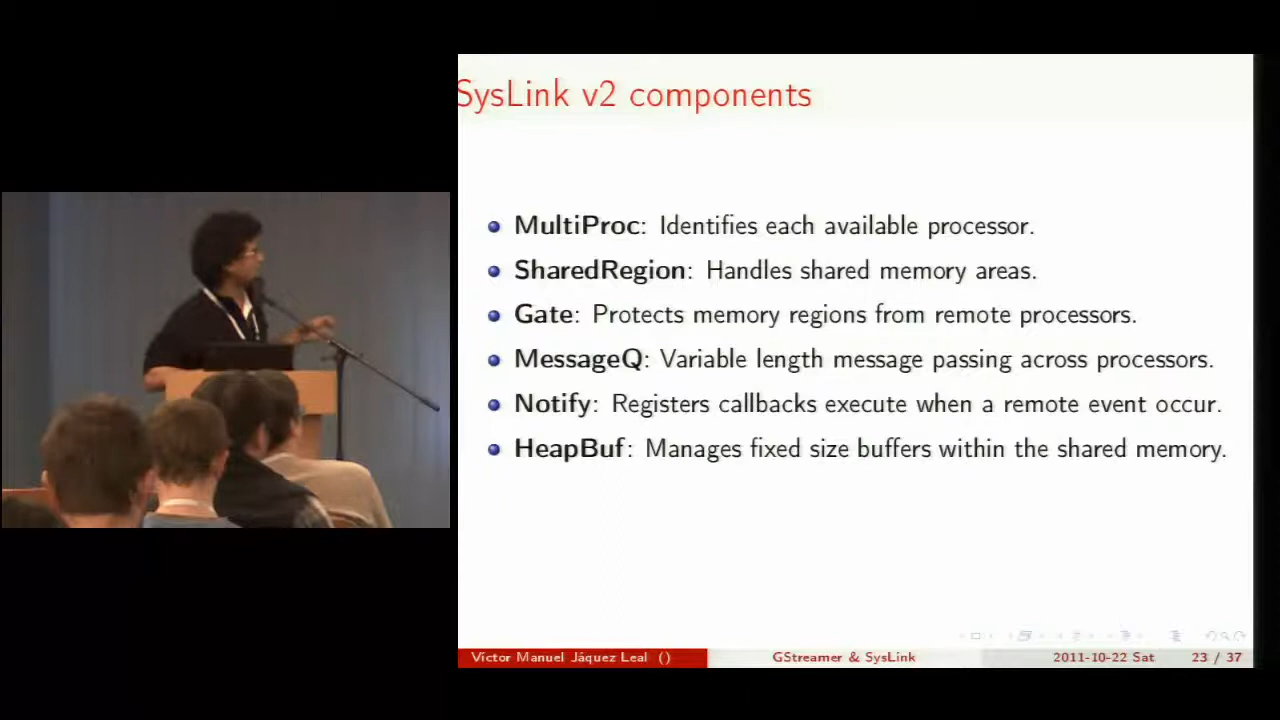 SysLink v2 components
MultiProc: Identifies each available processor.
SharedRegion: Handles shared memory areas.
Gate: Protects memory regions from remote processors.
MessageQ: Variable length message passing across processors.
Notify: Registers callbacks execute when a remote event occur.
HeapBuf: Manages fixed size buffers within the shared memory.
Víctor Manuel Jáquez Leal () GStreamer & SysLink 2011-10-22 Sat 23 / 37